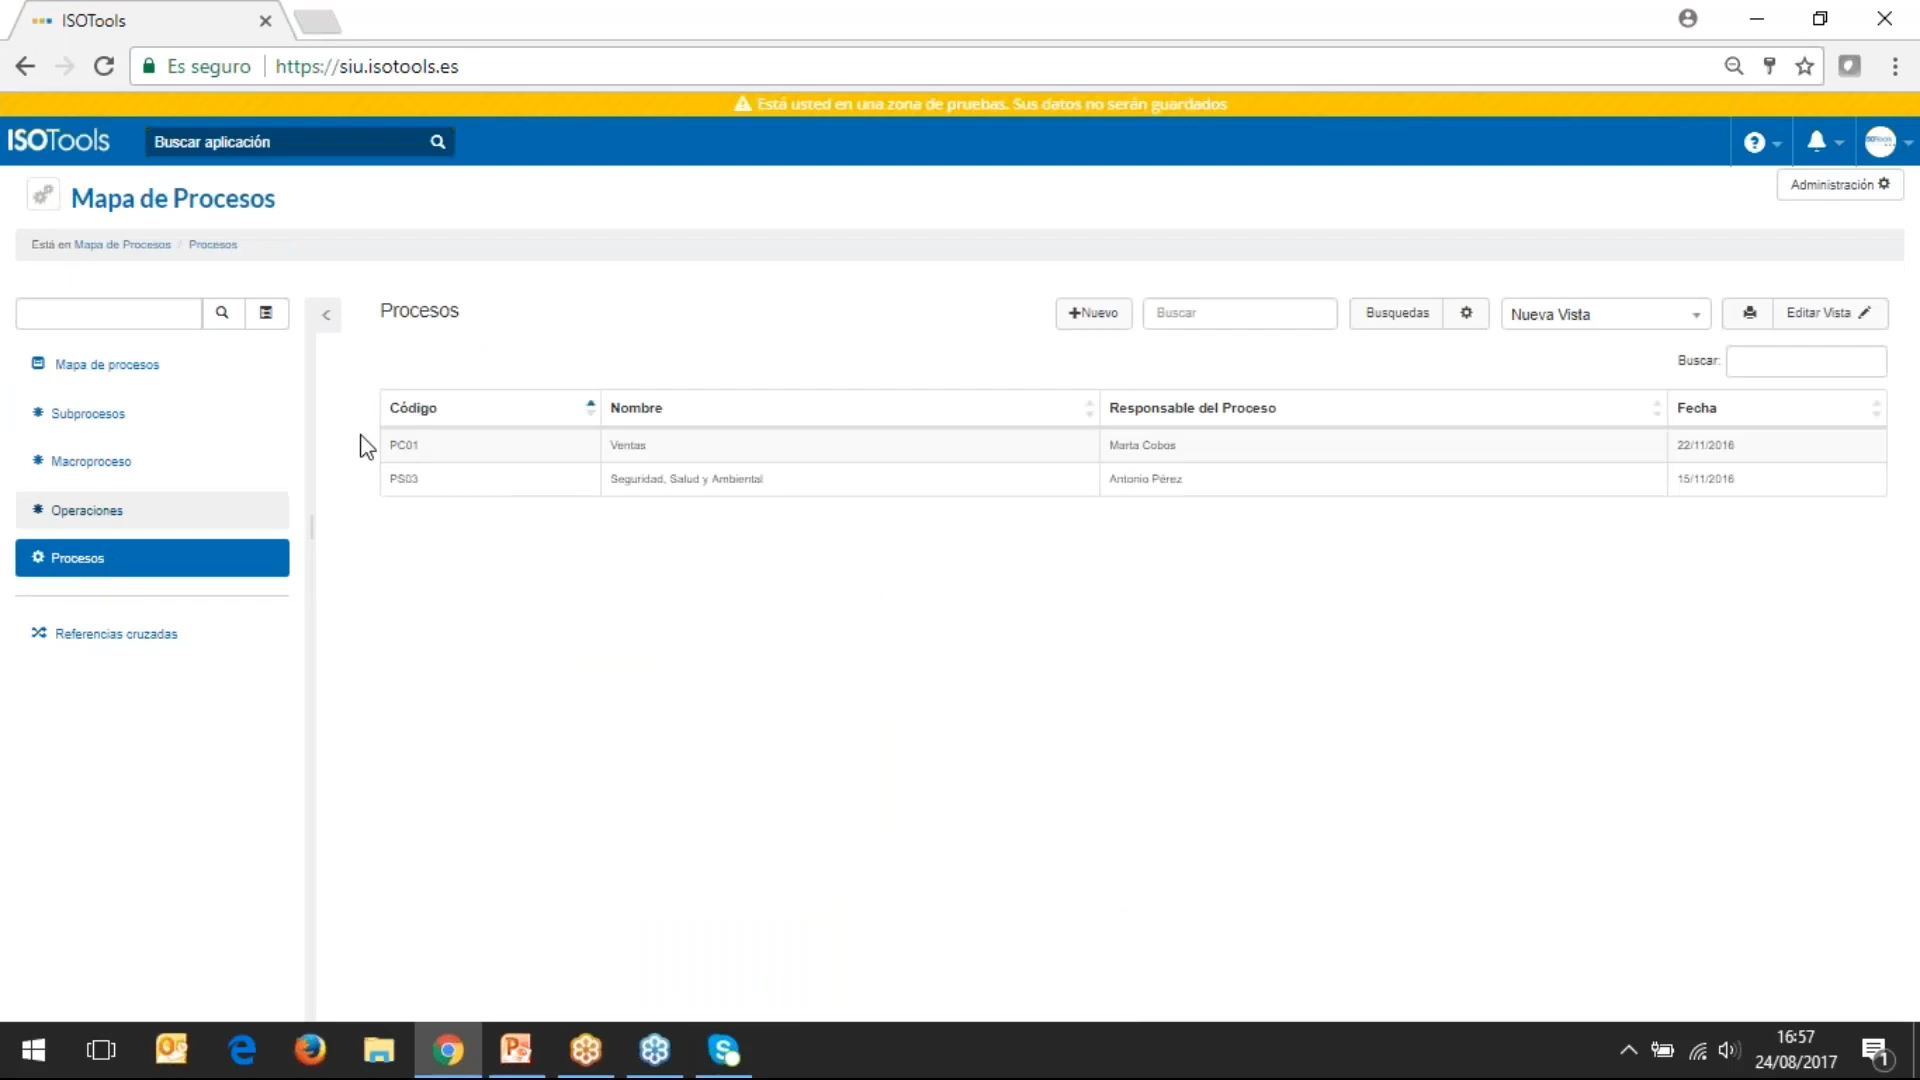 ISOTools
Es seguro
https://siu.isotools.es
Está usted en una zona de pruebas. Sus datos no serán guardados
ISOTools
Buscar aplicación
Mapa de Procesos
Administración
Está en Mapa de Procesos / Procesos
Procesos
Nuevo
Buscar
Busquedas
Nueva Vista
Editar Vista
Buscar:
Mapa de procesos
Subprocesos
Macroproceso
Operaciones
Procesos
Referencias cruzadas
Código Nombre Responsable del Proceso Fecha
PC01 Ventas Marta Cobos 22/11/2016
PS03 Seguridad, Salud y Ambiental Antonio Pérez 15/11/2016
16:57
24/08/2017
1